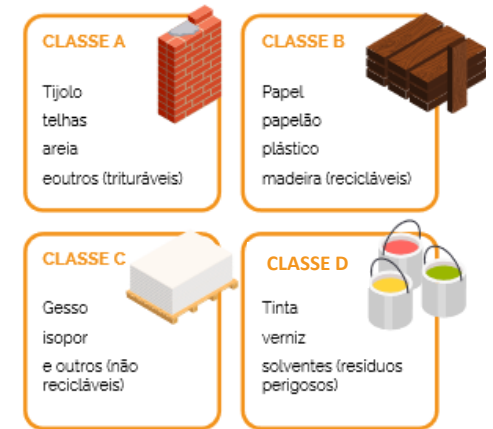 CLASSE A
Tijolo
telhas
areia
eoutros (trituráveis)
CLASSE B
Papel
papelão
plástico
madeira (recicláveis)
CLASSE C
Gesso
isopor
e outros (não
recicláveis)
CLASSE D
Tinta
verniz
solventes (resíduos
perigosos)